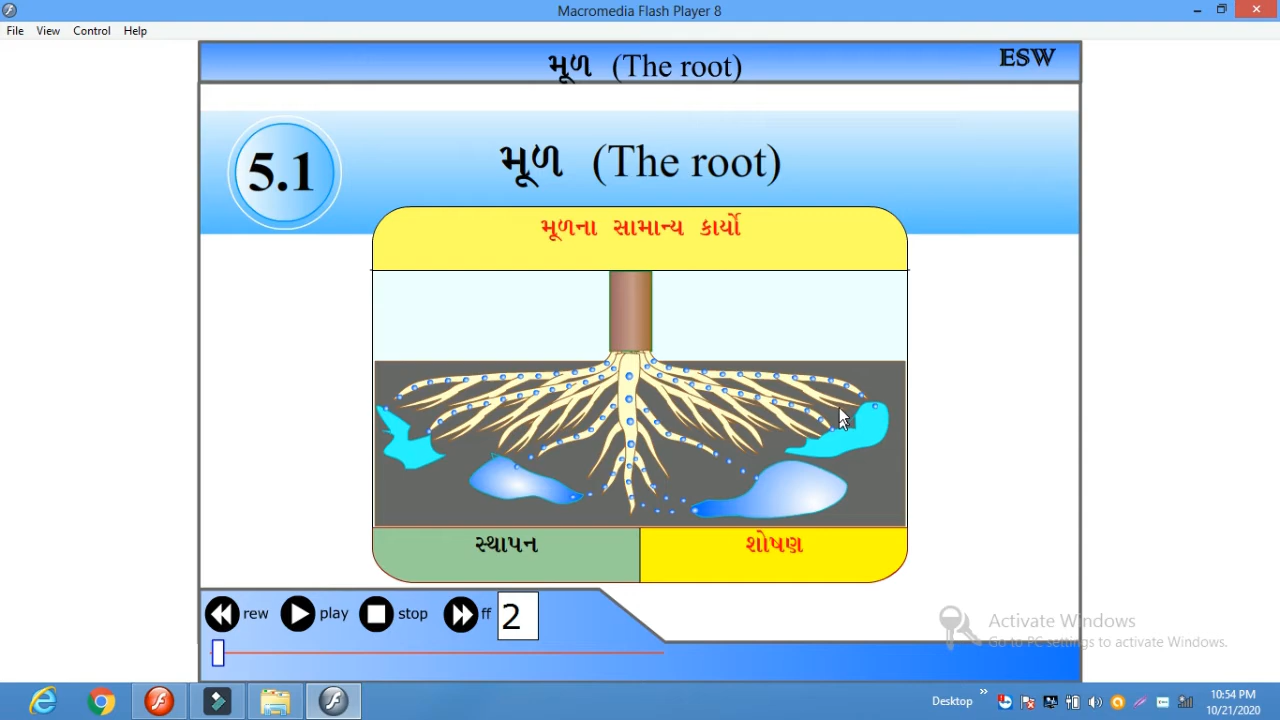 Macromedia Flash Player 8
File View Control Help
મૂળ (The root)
ESW
5.1
મૂળ (The root)
મૂળના સામાન્ય કાર્યો
સ્થાપન
શોષણ
rew play stop ff 2
Activate Windows
Go to PC settings to activate Windows.
Desktop
10:54 PM
10/21/2020